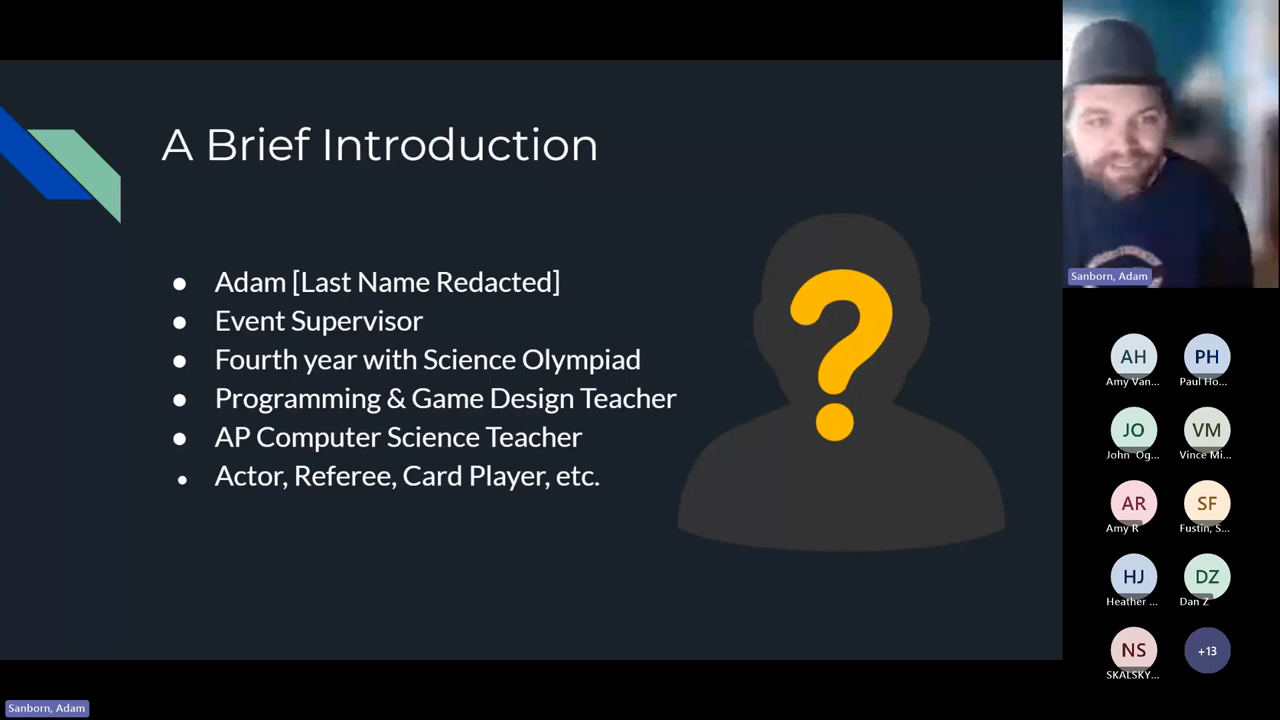 A Brief Introduction
● Adam [Last Name Redacted]
● Event Supervisor
● Fourth year with Science Olympiad
● Programming & Game Design Teacher
● AP Computer Science Teacher
● Actor, Referee, Card Player, etc.
?
Sanborn, Adam
AH
PH
Amy Van...
Paul Ho...
JO
VM
John Og...
Vince Mi...
AR
SF
Amy R
Fustin, S...
HJ
DZ
Heather ...
Dan Z
NS
+13
SKALSKY...
Sanborn, Adam